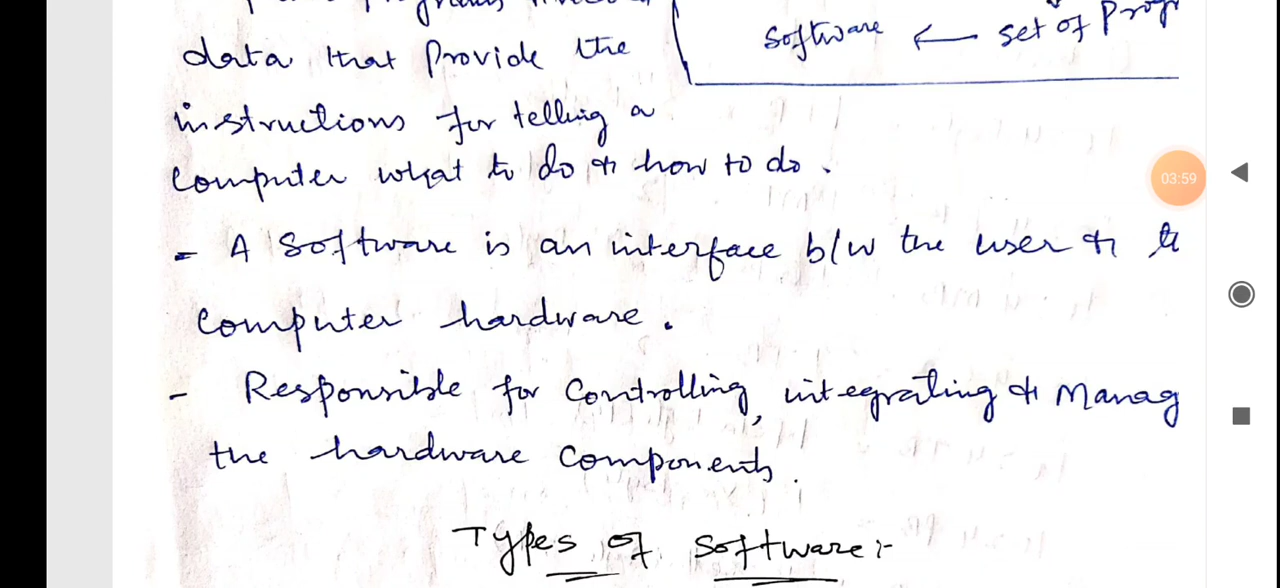 software ← set of Prog
data that Provide the
instructions for telling a
Computer what to do & how to do.
- A Software is an interface b/w the user &
Computer hardware.
- Responsible for Controlling, integrating & Manag
the hardware Components.
Types of Software :-
03:59